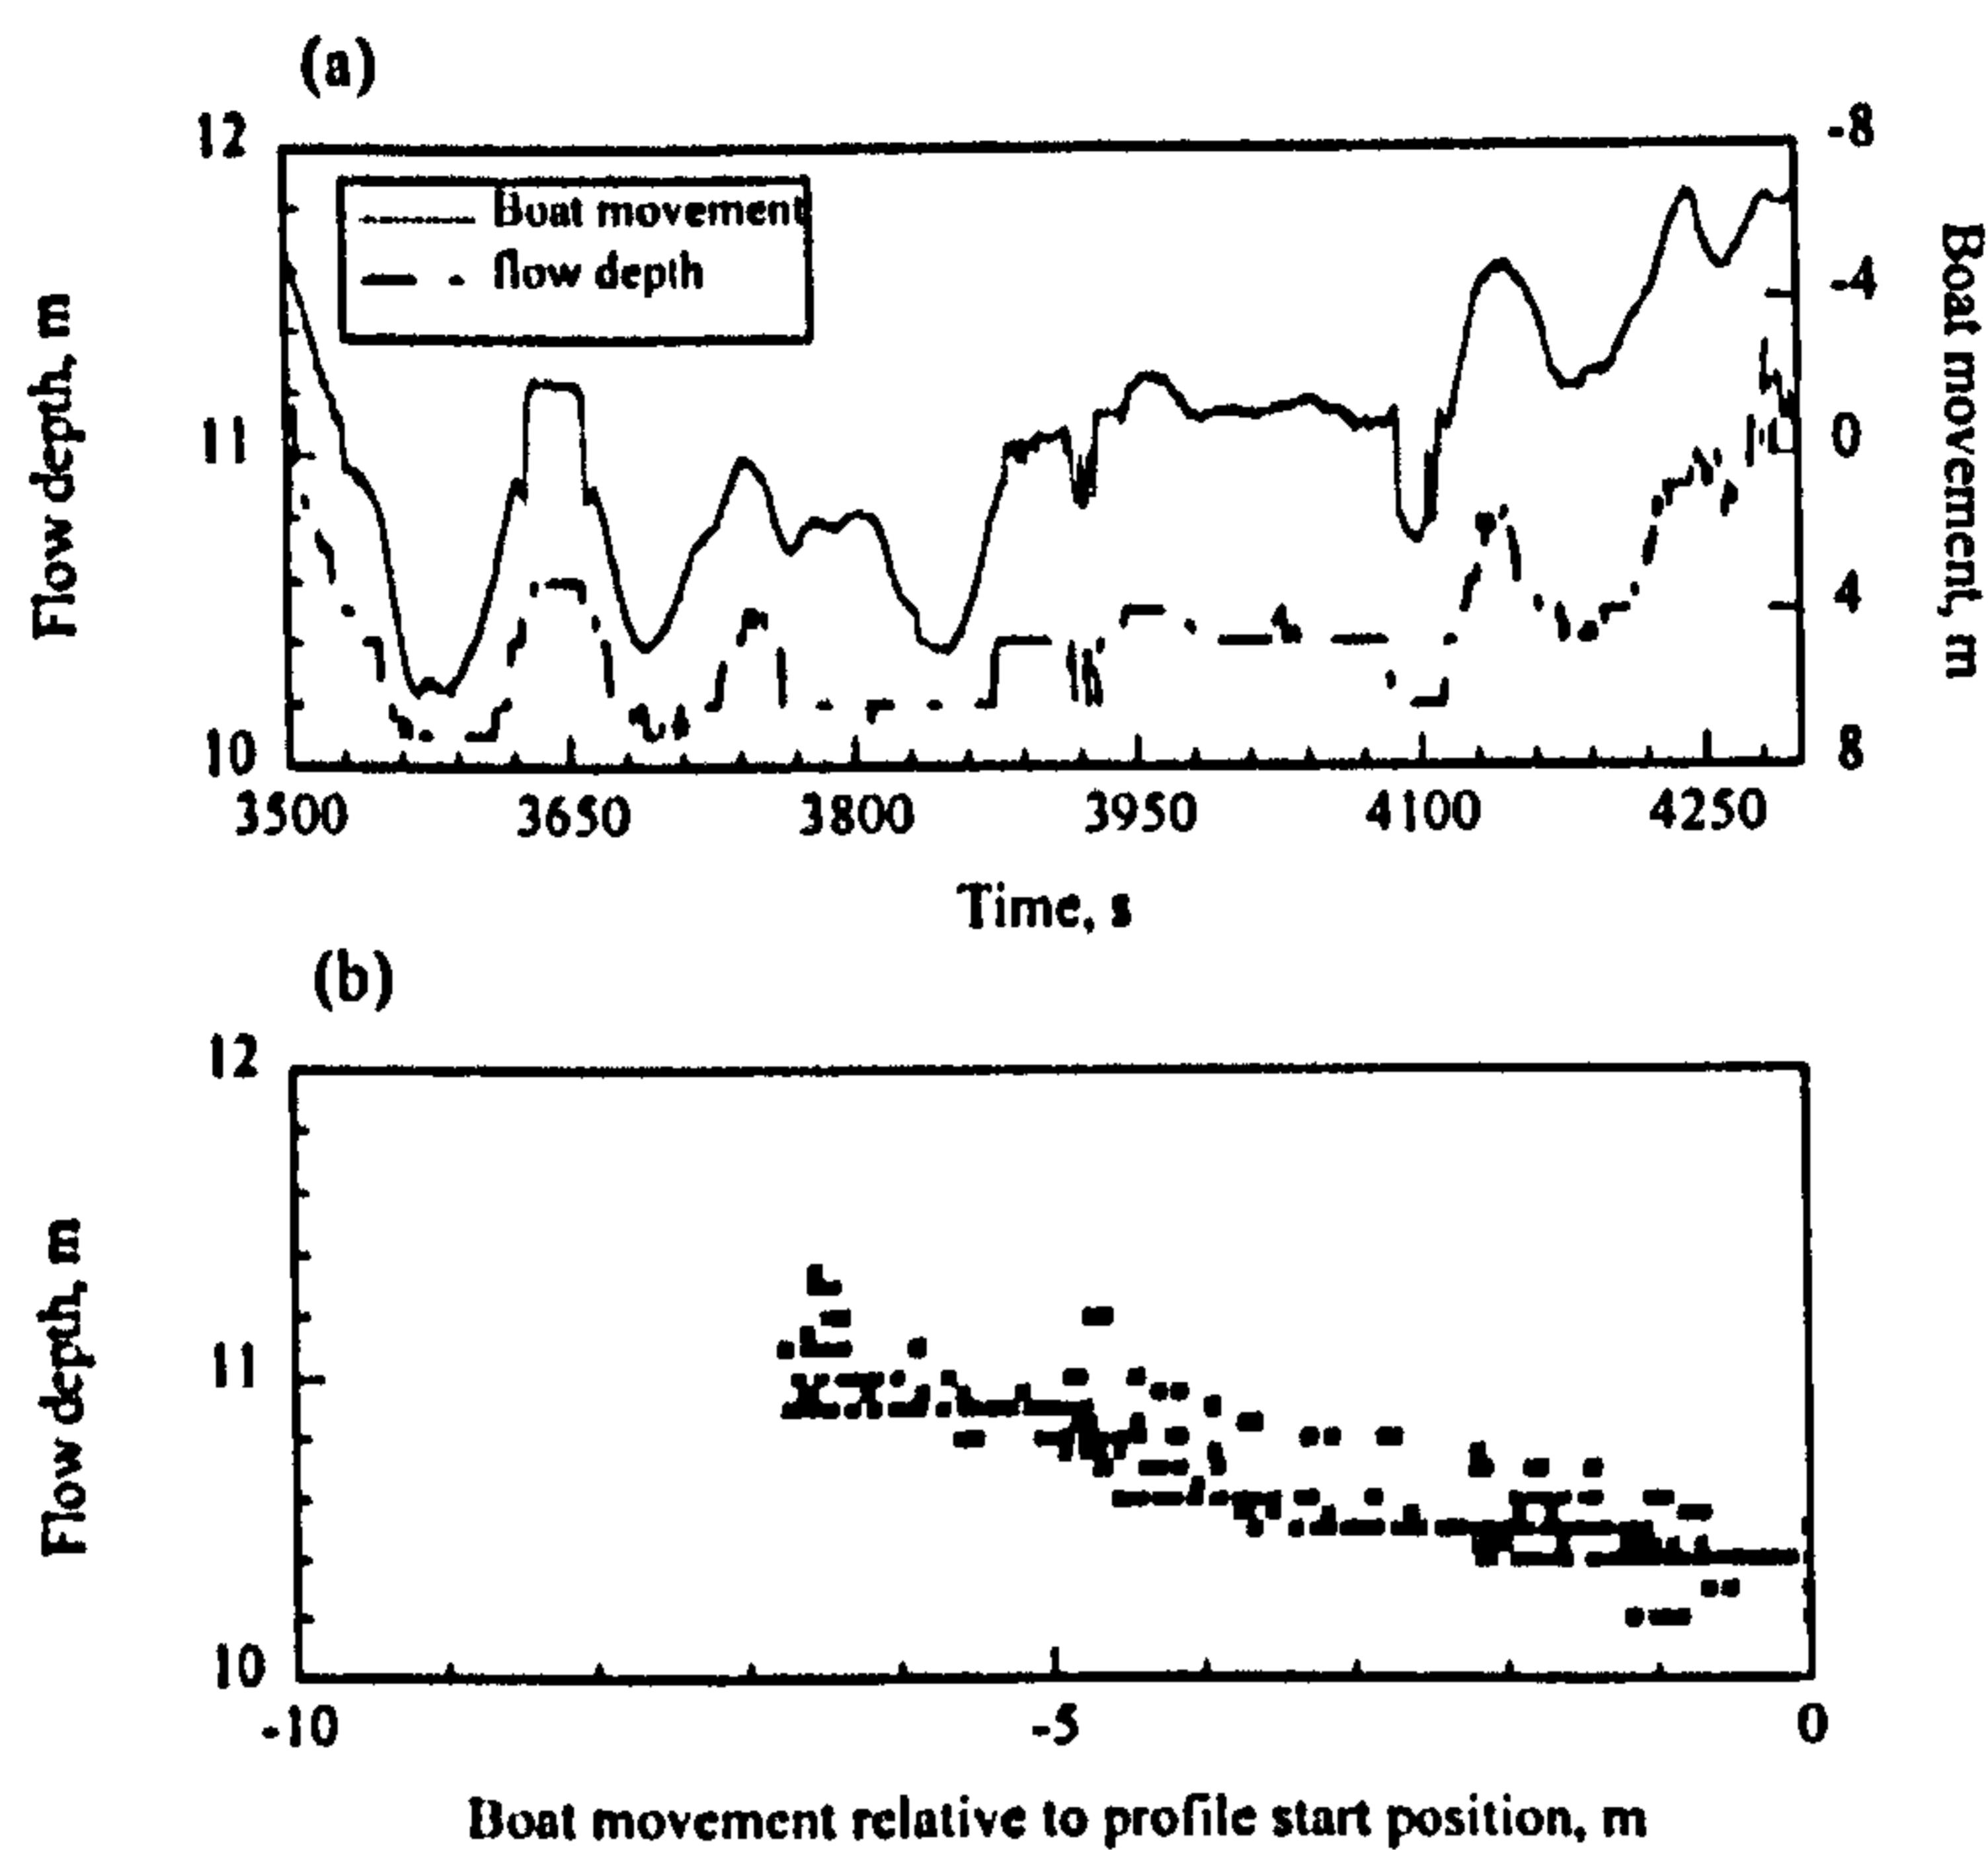 (a)
12
-8
Boat movement
flow depth
-4
11
0
4
10
8
Flow depth, m
Boat movement, m
3500 3650 3800 3950 4100 4250
Time, s
(b)
12
11
10
Flow depth, m
-10 -5 0
Boat movement relative to profile start position, m